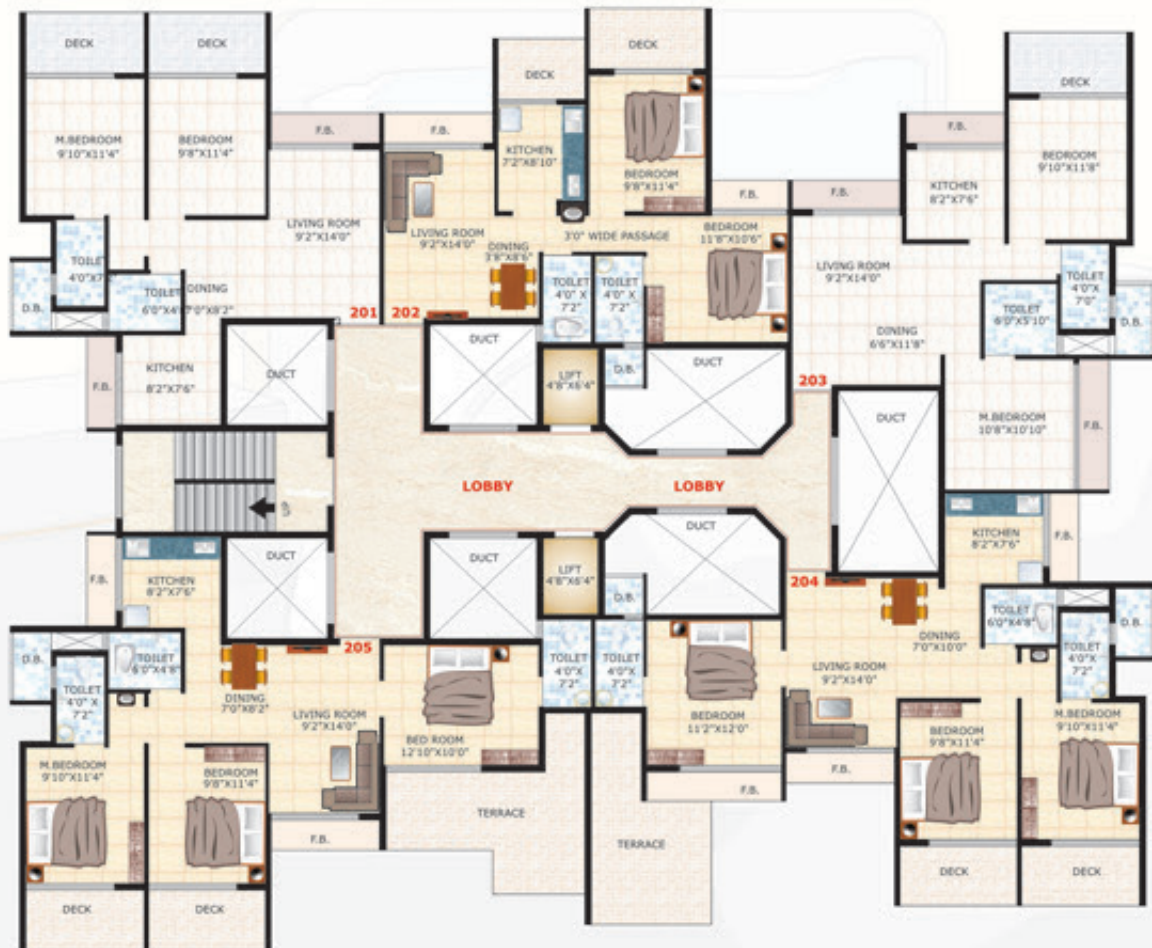 DECK
DECK
M.BEDROOM
9'10"X11'4"
BEDROOM
9'8"X11'4"
F.B.
LIVING ROOM
9'2"X14'0"
TOILET
4'0"X7'
D.B.
TOILET
6'0"X4'
DINING
7'0"X8'2"
201
KITCHEN
8'2"X7'6"
F.B.
DUCT
F.B.
DECK
DECK
KITCHEN
7'2"X8'10"
BEDROOM
9'8"X11'4"
LIVING ROOM
9'2"X14'0"
DINING
3'8"X8'6"
3'0" WIDE PASSAGE
F.B.
BEDROOM
11'8"X10'6"
TOILET
4'0" X
7'2"
TOILET
4'0" X
7'2"
202
DUCT
LIFT
4'8"X6'4"
D.B.
DUCT
F.B.
F.B.
DECK
KITCHEN
8'2"X7'6"
BEDROOM
9'10"X11'8"
LIVING ROOM
9'2"X14'0"
TOILET
4'0"X
7'0"
TOILET
6'0"X5'10"
D.B.
DINING
6'6"X11'8"
203
DUCT
M.BEDROOM
10'8"X10'10"
F.B.
LOBBY
LOBBY
UP
F.B.
KITCHEN
8'2"X7'6"
DUCT
DUCT
LIFT
4'8"X6'4"
D.B.
DUCT
204
KITCHEN
8'2"X7'6"
F.B.
205
D.B.
TOILET
6'0"X4'8"
TOILET
4'0" X
7'2"
DINING
7'0"X8'2"
LIVING ROOM
9'2"X14'0"
M.BEDROOM
9'10"X11'4"
BEDROOM
9'8"X11'4"
F.B.
DECK
DECK
BED ROOM
12'10"X10'0"
TOILET
4'0" X
7'2"
TOILET
4'0" X
7'2"
TERRACE
TERRACE
BEDROOM
11'2"X12'0"
F.B.
LIVING ROOM
9'2"X14'0"
DINING
7'0"X10'0"
TOILET
6'0"X4'8"
TOILET
4'0" X
7'2"
D.B.
F.B.
BEDROOM
9'8"X11'4"
M.BEDROOM
9'10"X11'4"
DECK
DECK